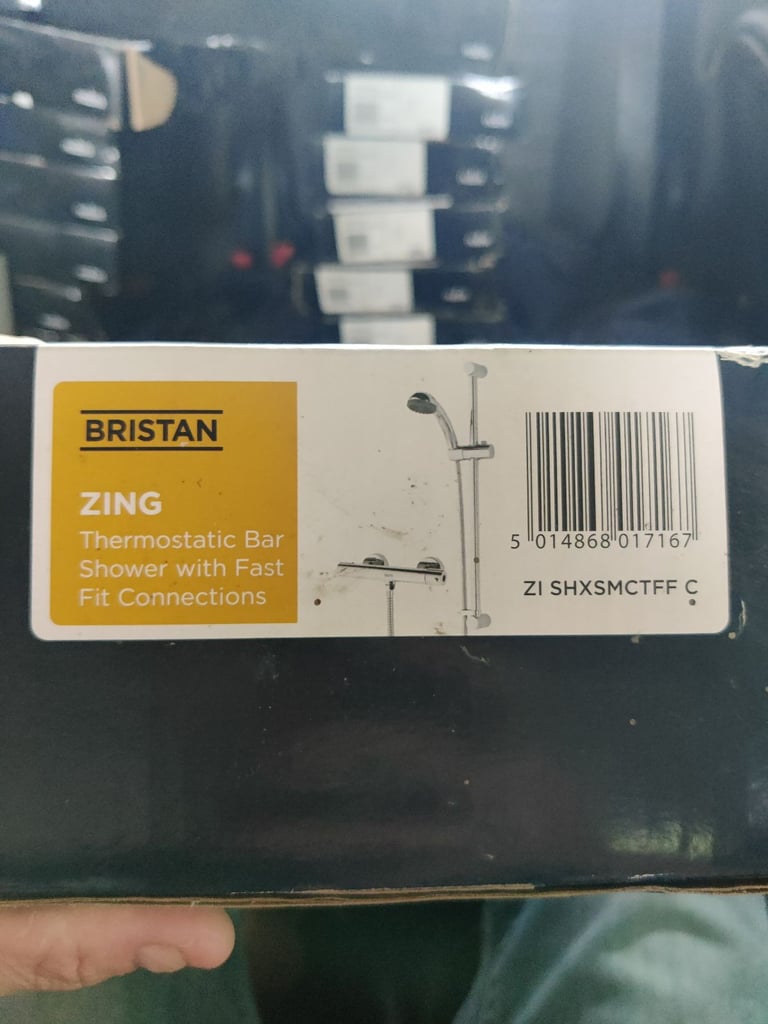 BRISTAN
ZING
Thermostatic Bar
Shower with Fast
Fit Connections
5 014868 017167
ZI SHXSMCTFF C